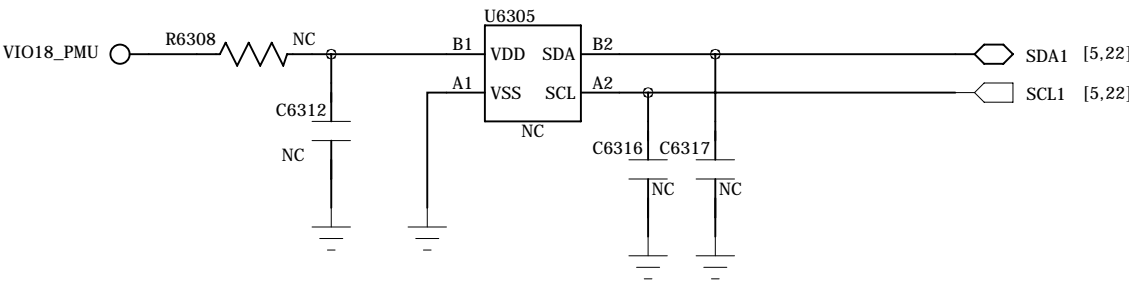 U6305
VIO18_PMU
R6308
NC
B1
VDD
SDA
B2
SDA1
[5,22]
A1
VSS
SCL
A2
SCL1
[5,22]
C6312
NC
NC
C6316
C6317
NC
NC